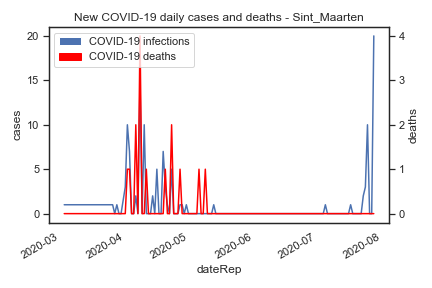 New COVID-19 daily cases and deaths - Sint_Maarten
COVID-19 infections
COVID-19 deaths
20
15
10
5
0
cases
4
3
2
1
0
deaths
2020-03
2020-04
2020-05
2020-06
2020-07
2020-08
dateRep